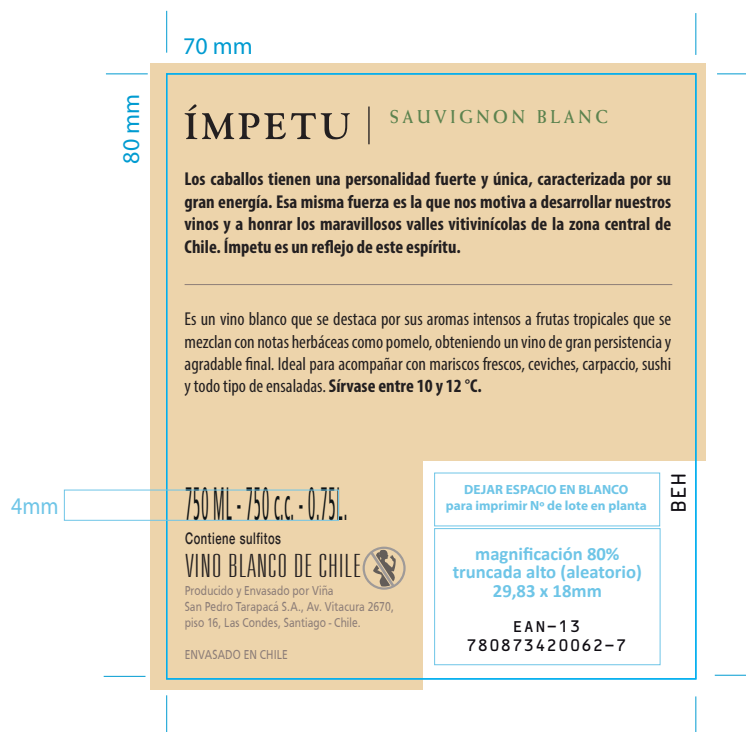 70 mm
80 mm
ÍMPETU | SAUVIGNON BLANC
Los caballos tienen una personalidad fuerte y única, caracterizada por su
gran energía. Esa misma fuerza es la que nos motiva a desarrollar nuestros
vinos y a honrar los maravillosos valles vitivinícolas de la zona central de
Chile. Ímpetu es un reflejo de este espíritu.
Es un vino blanco que se destaca por sus aromas intensos a frutas tropicales que se
mezclan con notas herbáceas como pomelo, obteniendo un vino de gran persistencia y
agradable final. Ideal para acompañar con mariscos frescos, ceviches, carpaccio, sushi
y todo tipo de ensaladas. Sírvase entre 10 y 12 °C.
4mm
750 ML - 750 c.c. - 0.75L.
Contiene sulfitos
VINO BLANCO DE CHILE
Producido y Envasado por Viña
San Pedro Tarapacá S.A., Av. Vitacura 2670,
piso 16, Las Condes, Santiago - Chile.
ENVASADO EN CHILE
DEJAR ESPACIO EN BLANCO
para imprimir Nº de lote en planta
BEH
magnificación 80%
truncada alto (aleatorio)
29,83 x 18mm
EAN-13
780873420062-7